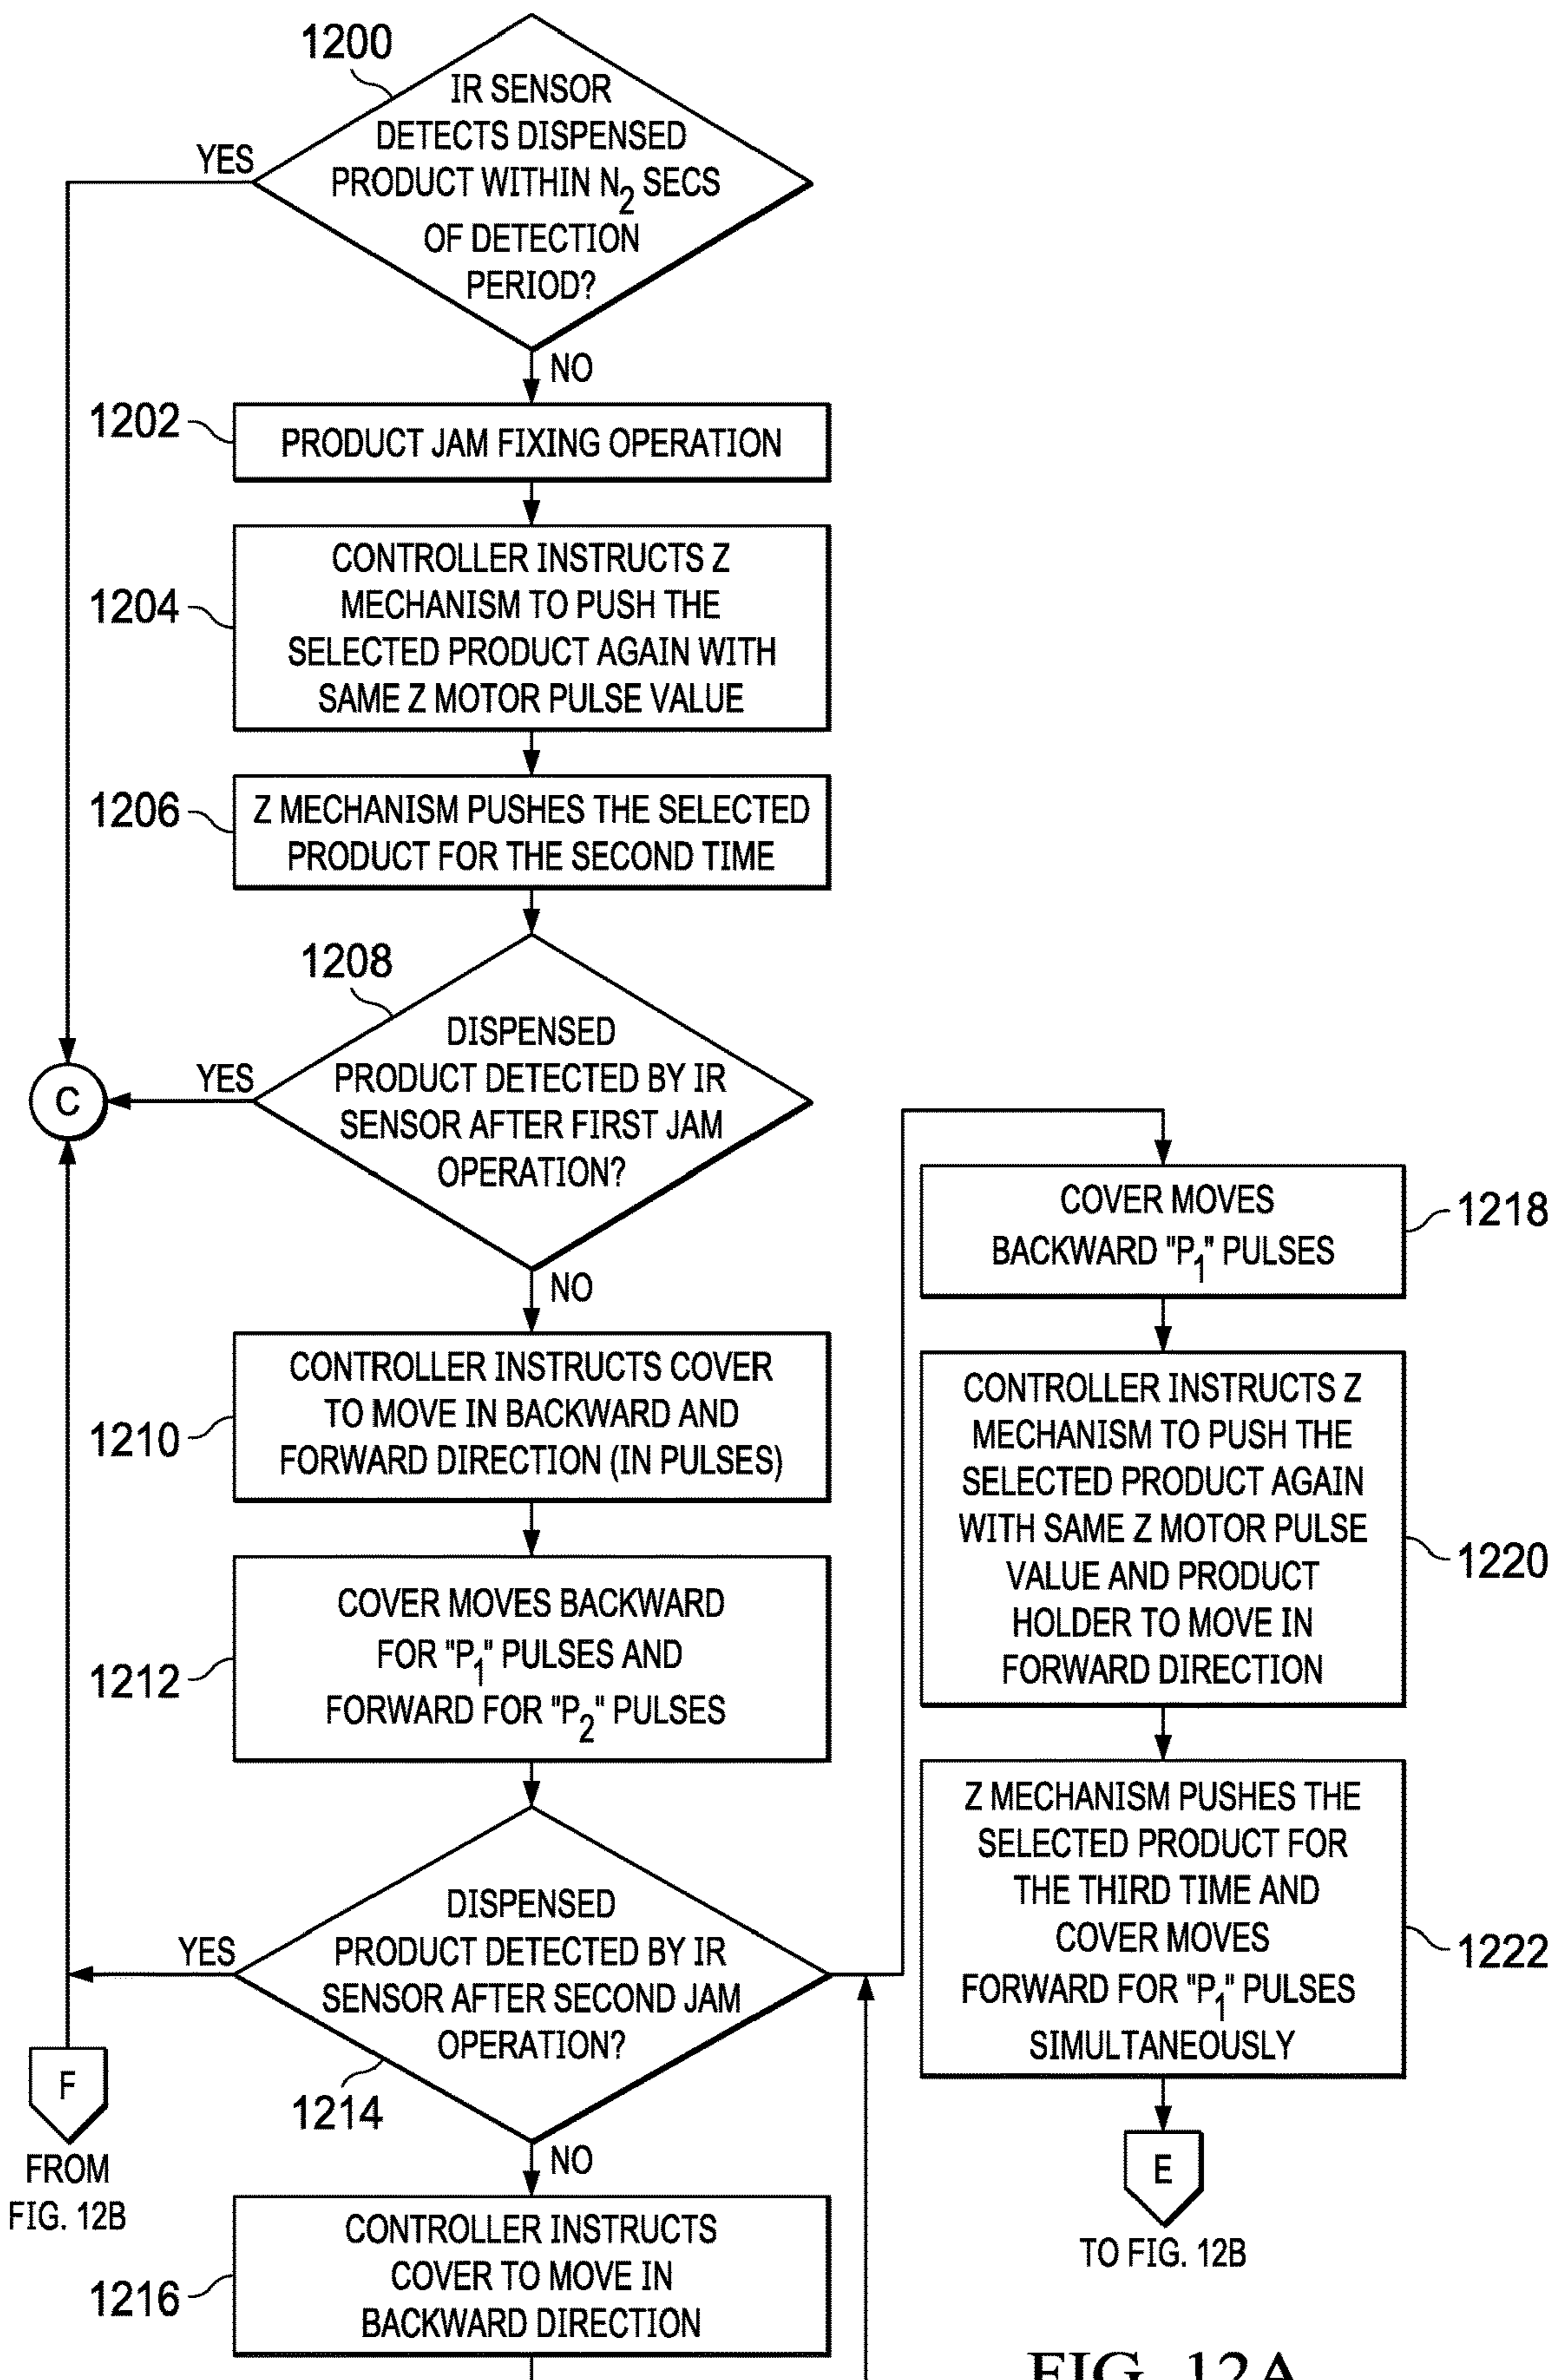 1200
IR SENSOR
DETECTS DISPENSED
PRODUCT WITHIN N2 SECS
OF DETECTION
PERIOD?
YES
NO
1202
PRODUCT JAM FIXING OPERATION
1204
CONTROLLER INSTRUCTS Z
MECHANISM TO PUSH THE
SELECTED PRODUCT AGAIN WITH
SAME Z MOTOR PULSE VALUE
1206
Z MECHANISM PUSHES THE SELECTED
PRODUCT FOR THE SECOND TIME
1208
DISPENSED
PRODUCT DETECTED BY IR
SENSOR AFTER FIRST JAM
OPERATION?
YES
C
NO
1210
CONTROLLER INSTRUCTS COVER
TO MOVE IN BACKWARD AND
FORWARD DIRECTION (IN PULSES)
1212
COVER MOVES BACKWARD
FOR "P1" PULSES AND
FORWARD FOR "P2" PULSES
DISPENSED
PRODUCT DETECTED BY IR
SENSOR AFTER SECOND JAM
OPERATION?
YES
1214
NO
F
FROM
FIG. 12B
1216
CONTROLLER INSTRUCTS
COVER TO MOVE IN
BACKWARD DIRECTION
COVER MOVES
BACKWARD "P1" PULSES
1218
CONTROLLER INSTRUCTS Z
MECHANISM TO PUSH THE
SELECTED PRODUCT AGAIN
WITH SAME Z MOTOR PULSE
VALUE AND PRODUCT
HOLDER TO MOVE IN
FORWARD DIRECTION
1220
Z MECHANISM PUSHES THE
SELECTED PRODUCT FOR
THE THIRD TIME AND
COVER MOVES
FORWARD FOR "P1" PULSES
SIMULTANEOUSLY
1222
E
TO FIG. 12B
FIG. 12A